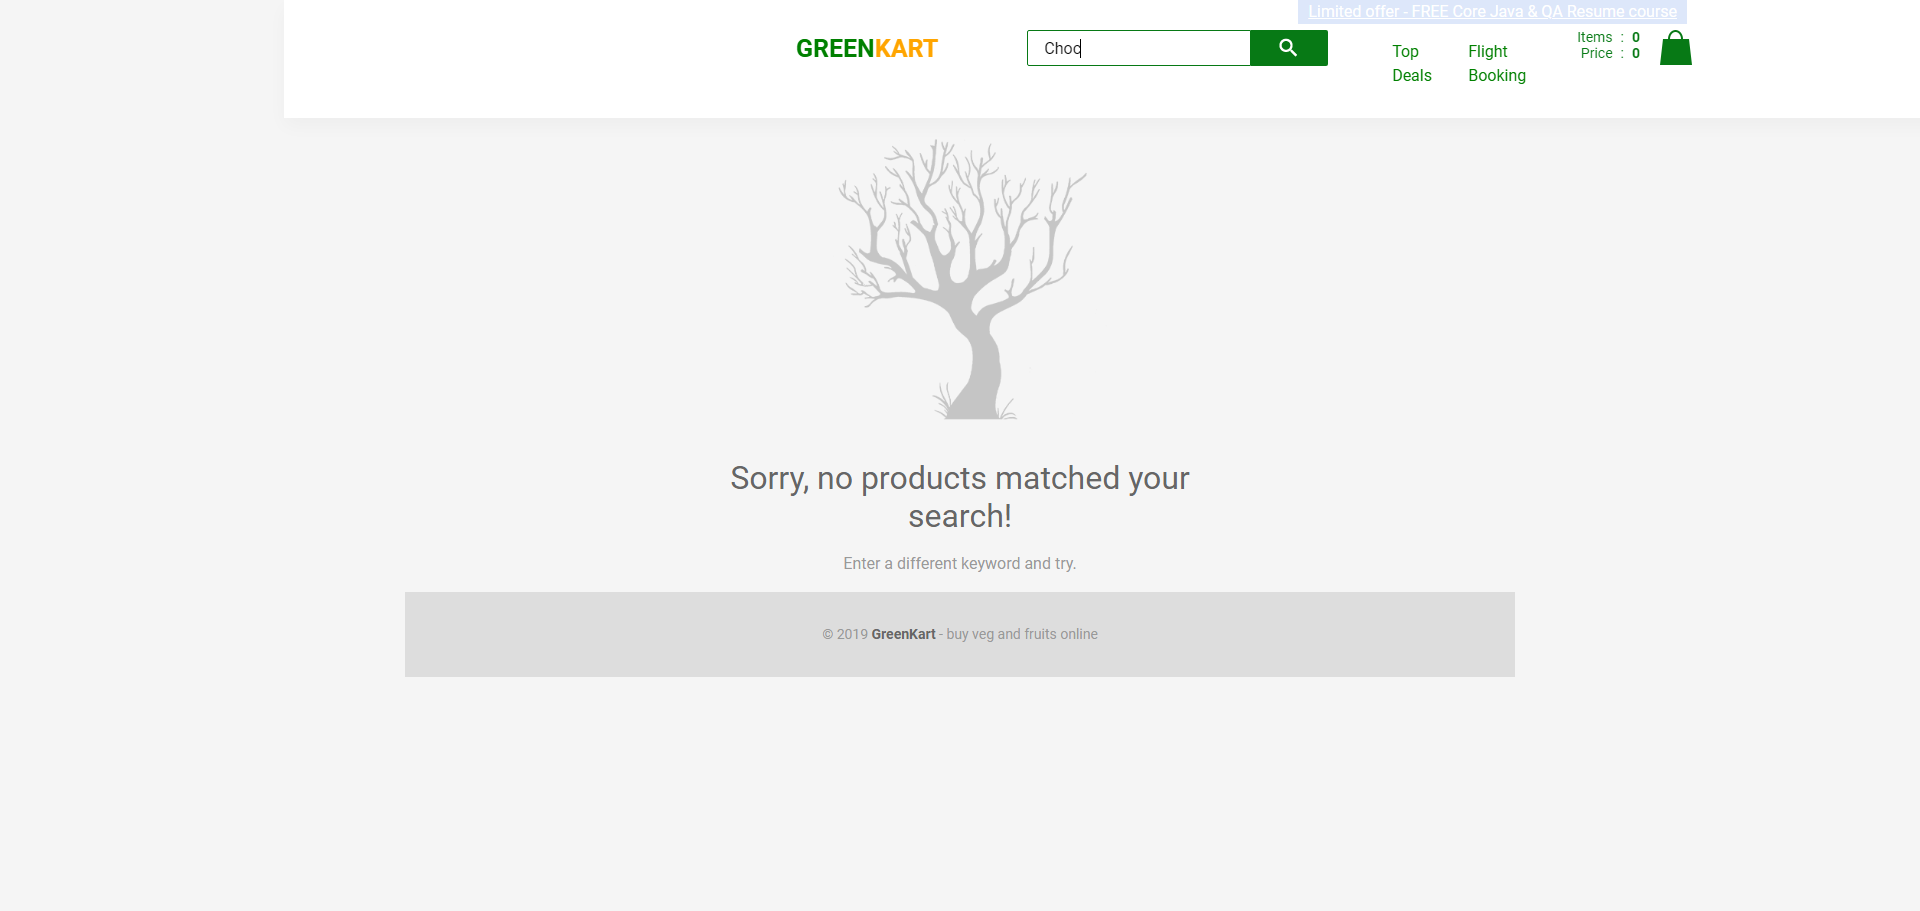 Limited offer - FREE Core Java & QA Resume course
GREENKART
Choc
Top Deals
Flight Booking
Items : 0
Price : 0
Sorry, no products matched your
search!
Enter a different keyword and try.
© 2019 GreenKart - buy veg and fruits online